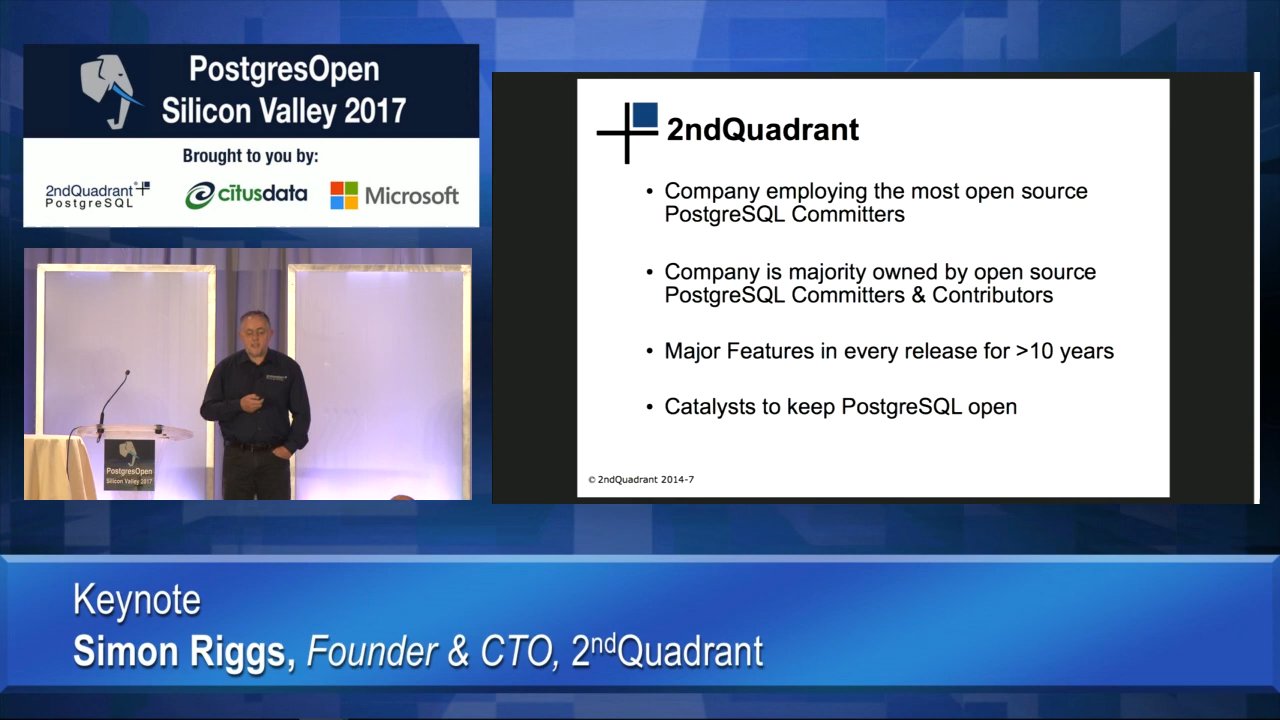 PostgresOpen
Silicon Valley 2017
Brought to you by:
2ndQuadrant®
PostgreSQL
citusdata
Microsoft
PostgresOpen
Silicon Valley 2017
2ndQuadrant
• Company employing the most open source
PostgreSQL Committers
• Company is majority owned by open source
PostgreSQL Committers & Contributors
• Major Features in every release for >10 years
• Catalysts to keep PostgreSQL open
© 2ndQuadrant 2014-7
Keynote
Simon Riggs, Founder & CTO, 2ndQuadrant